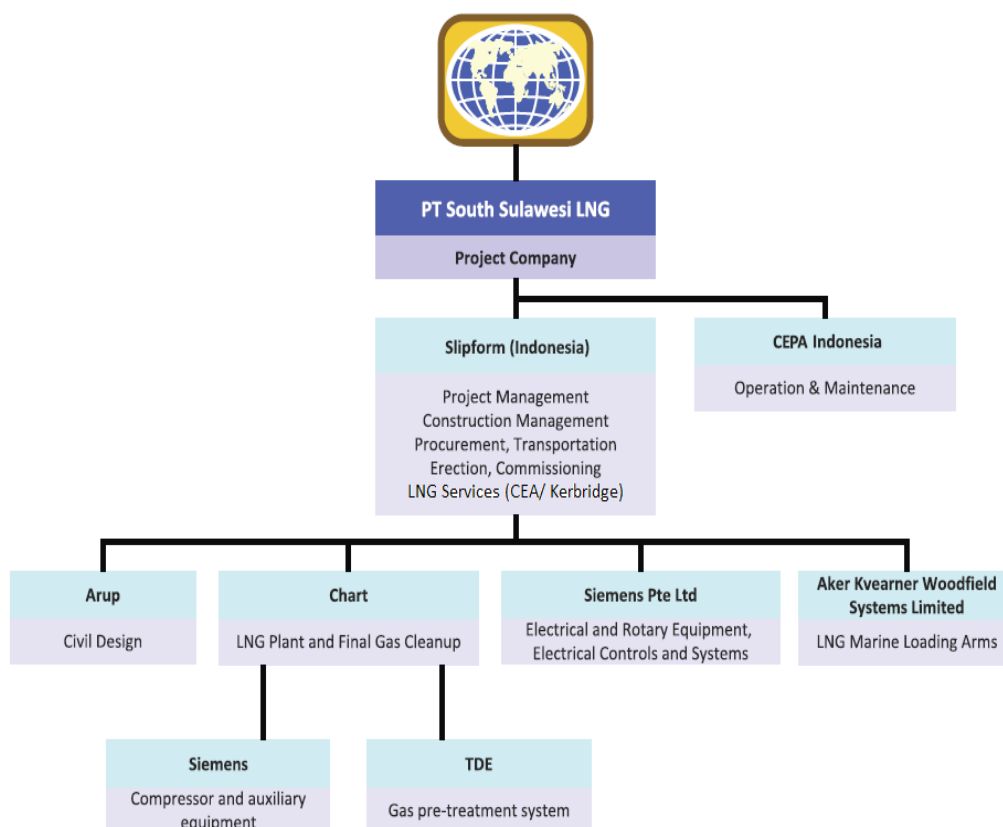 PT South Sulawesi LNG
Project Company
Slipform (Indonesia)
Project Management
Construction Management
Procurement, Transportation
Erection, Commissioning
LNG Services (CEA/ Kerbridge)
CEPA Indonesia
Operation & Maintenance
Arup
Civil Design
Chart
LNG Plant and Final Gas Cleanup
Siemens Pte Ltd
Electrical and Rotary Equipment,
Electrical Controls and Systems
Aker Kvearner Woodfield
Systems Limited
LNG Marine Loading Arms
Siemens
Compressor and auxiliary
equipment
TDE
Gas pre-treatment system